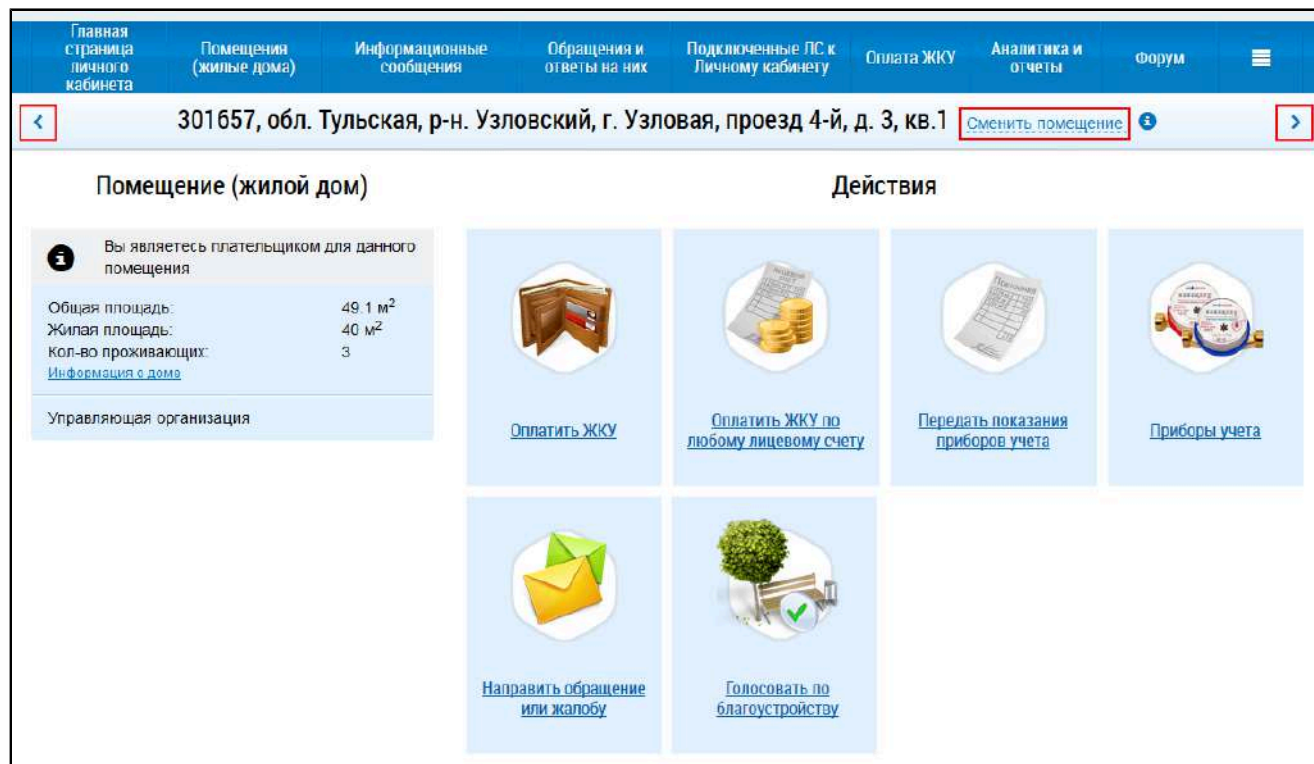 Главная
страница
личного
кабинета
Помещения
(жилые дома)
Информационные
сообщения
Обращения и
ответы на них
Подключенные ЛС к
Личному кабинету
Оплата ЖКУ
Аналитика и
отчеты
Форум
301657, обл. Тульская, р-н. Узловский, г. Узловая, проезд 4-й, д. 3, кв.1 Сменить помещение
Помещение (жилой дом)
Действия
Вы являетесь плательщиком для данного
помещения
Общая площадь: 49.1 м²
Жилая площадь: 40 м²
Кол-во проживающих: 3
Информация о доме
Управляющая организация
Оплатить ЖКУ
Оплатить ЖКУ по
любому лицевому счету
Передать показания
приборов учета
Приборы учета
Направить обращение
или жалобу
Голосовать по
благоустройству